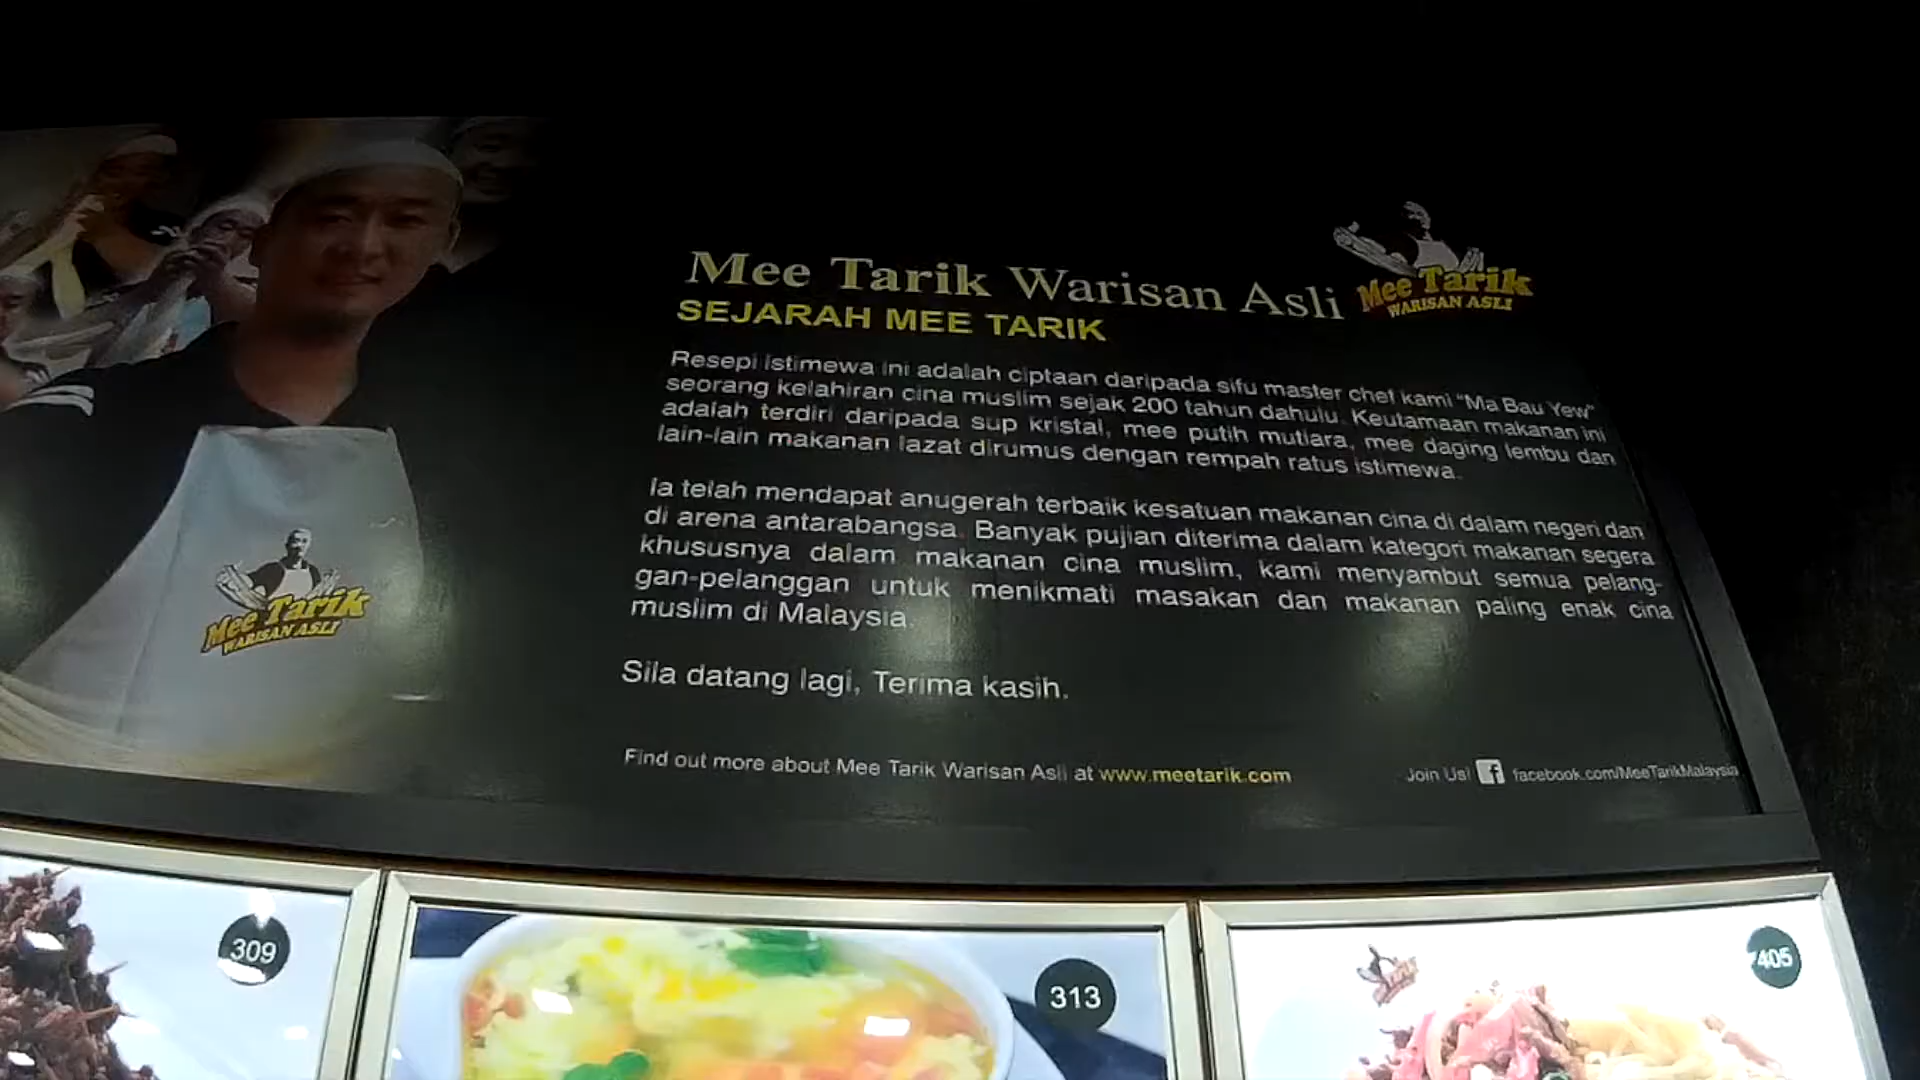 Mee Tarik Warisan Asli
Mee Tarik
WARISAN ASLI
SEJARAH MEE TARIK
Resepi istimewa ini adalah ciptaan daripada sifu master chef kami “Ma Bau Yew”
seorang kelahiran cina muslim sejak 200 tahun dahulu. Keutamaan makanan ini
adalah terdiri daripada sup kristal, mee putih mutiara, mee daging lembu dan
lain-lain makanan lazat dirumus dengan rempah ratus istimewa.
Ia telah mendapat anugerah terbaik kesatuan makanan cina di dalam negeri dan
di arena antarabangsa. Banyak pujian diterima dalam kategori makanan segera
khususnya dalam makanan cina muslim, kami menyambut semua pelang-
gan-pelanggan untuk menikmati masakan dan makanan paling enak cina
muslim di Malaysia.
Sila datang lagi, Terima kasih.
Find out more about Mee Tarik Warisan Asli at www.meetarik.com
Join Us! f facebook.com/MeeTarikMalaysia
Mee Tarik
WARISAN ASLI
309
313
405